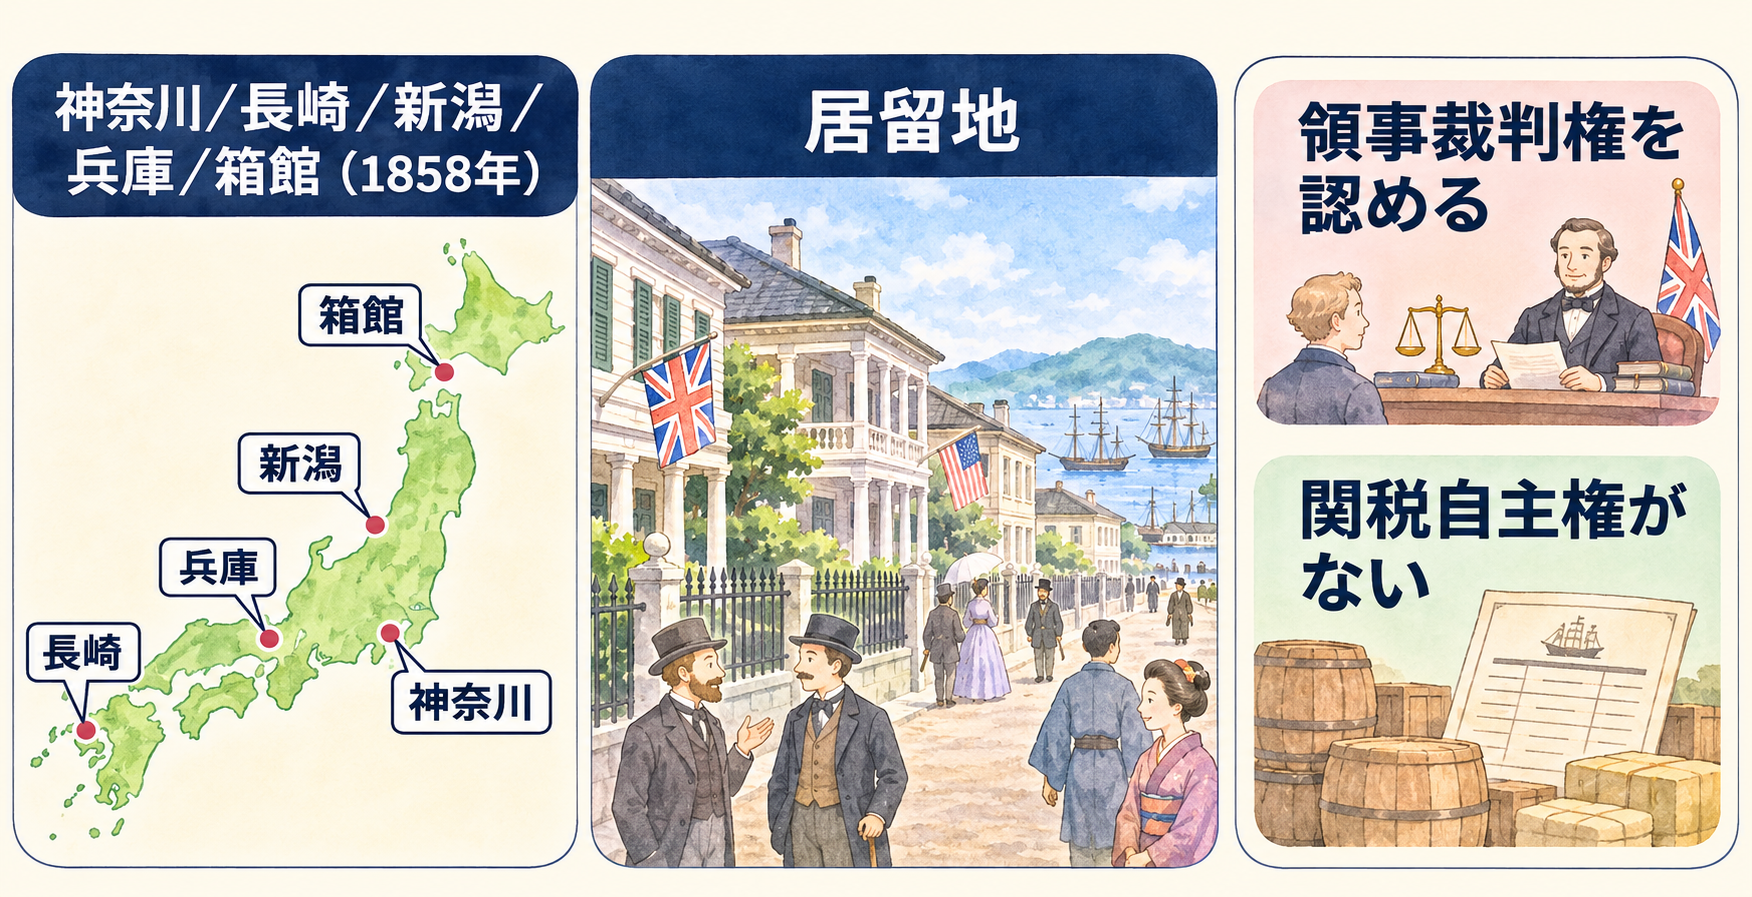 神奈川／長崎／新潟／
兵庫／箱館（1858年）
箱館
新潟
兵庫
長崎
神奈川
居留地
領事裁判権を
認める
関税自主権が
ない